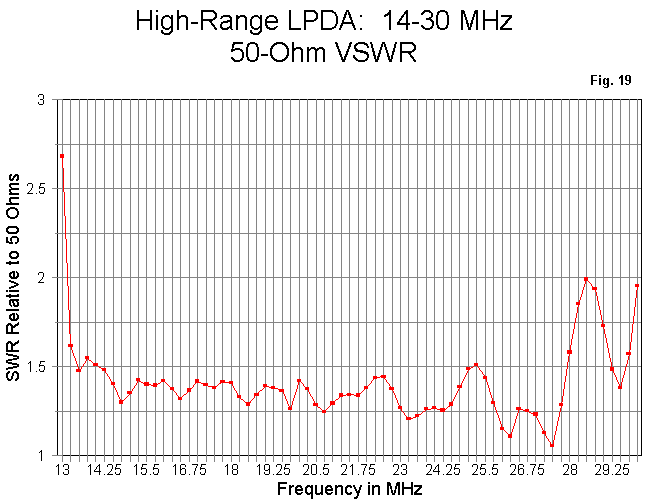 High-Range LPDA: 14-30 MHz
50-Ohm VSWR
Fig. 19
SWR Relative to 50 Ohms
3
2.5
2
1.5
1
13 14.25 15.5 16.75 18 19.25 20.5 21.75 23 24.25 25.5 26.75 28 29.25
Frequency in MHz